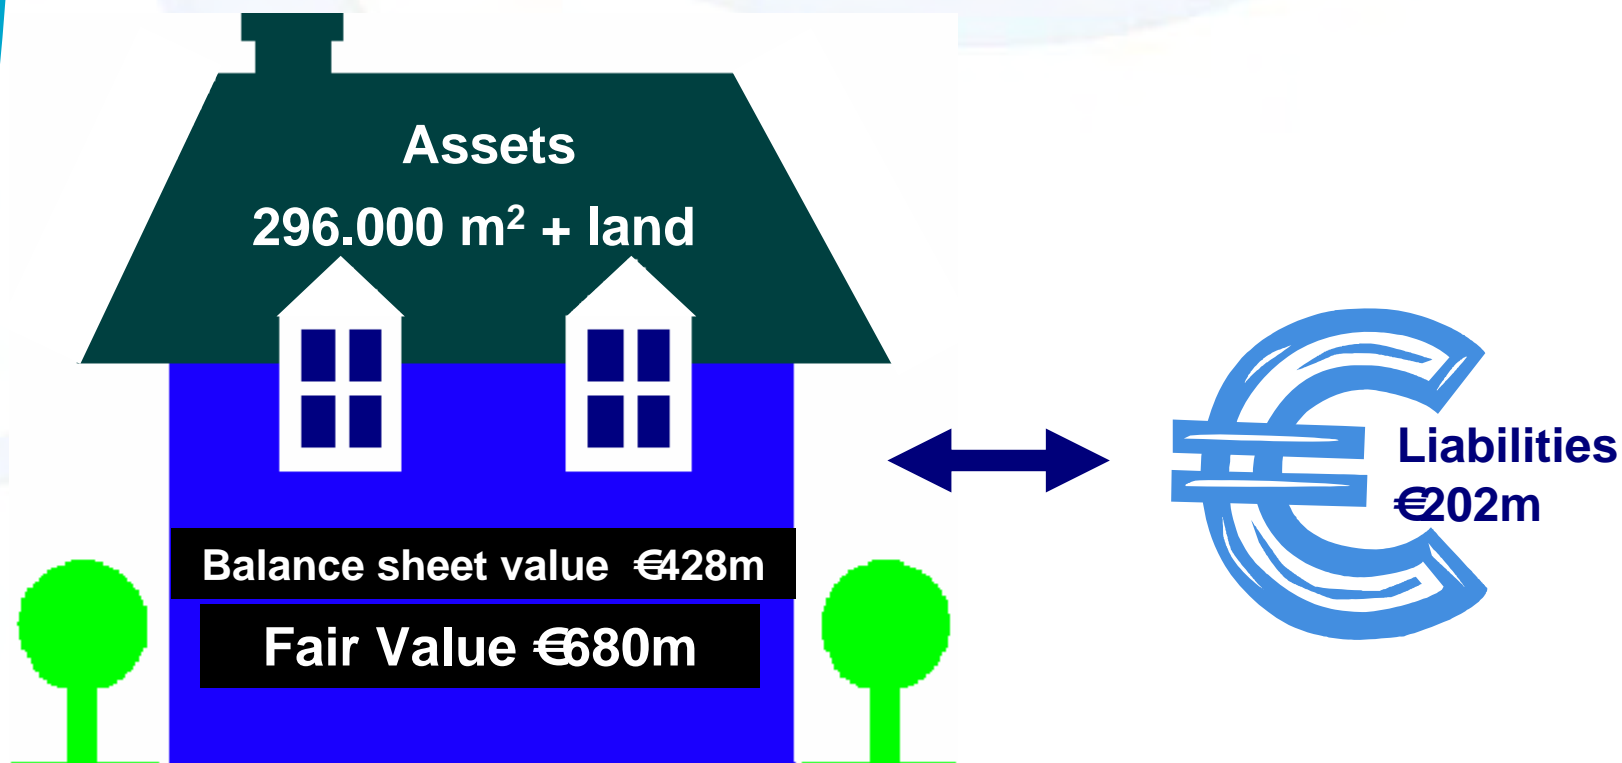 Assets
296.000 m² + land
Balance sheet value €428m
Fair Value €680m
Liabilities
€202m